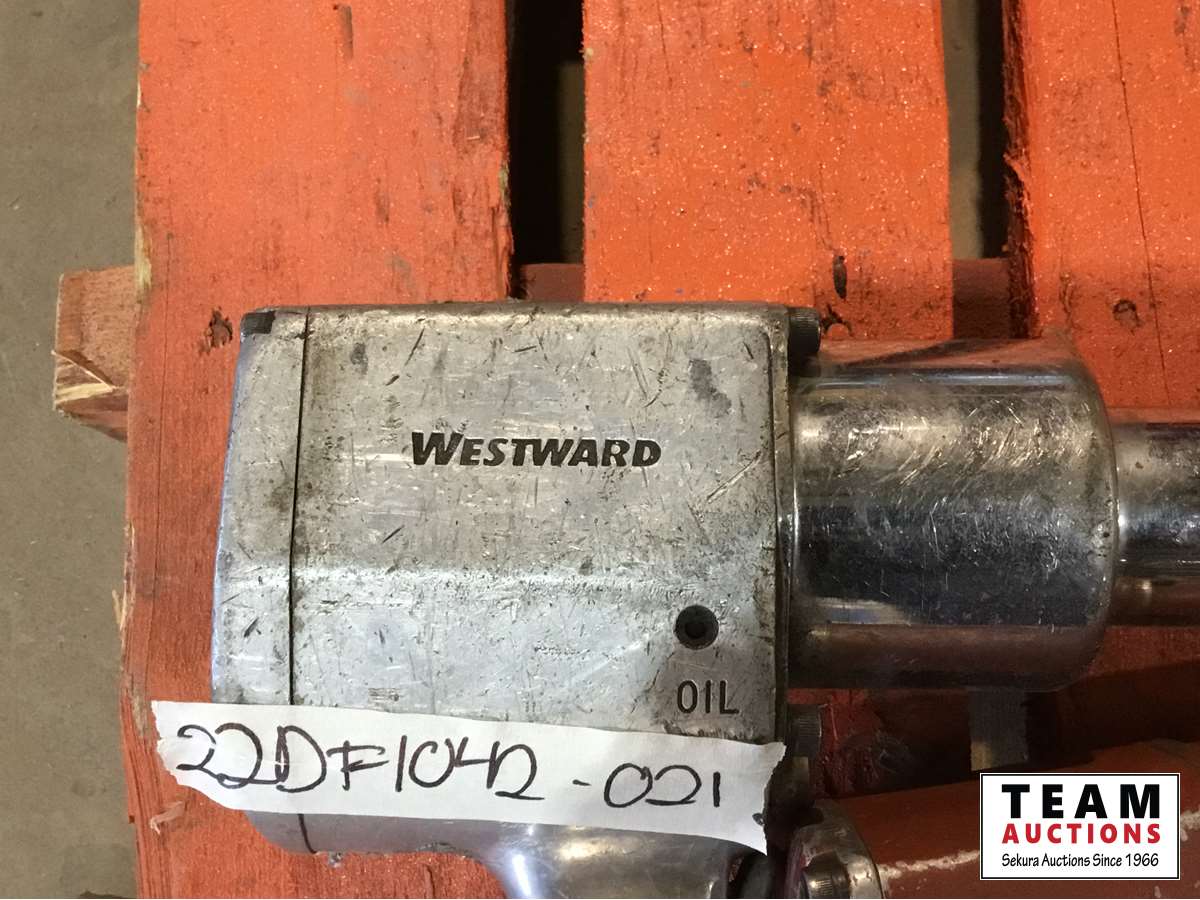 WESTWARD
OIL
22DF1042-021
TEAM
AUCTIONS
Sekura Auctions Since 1966